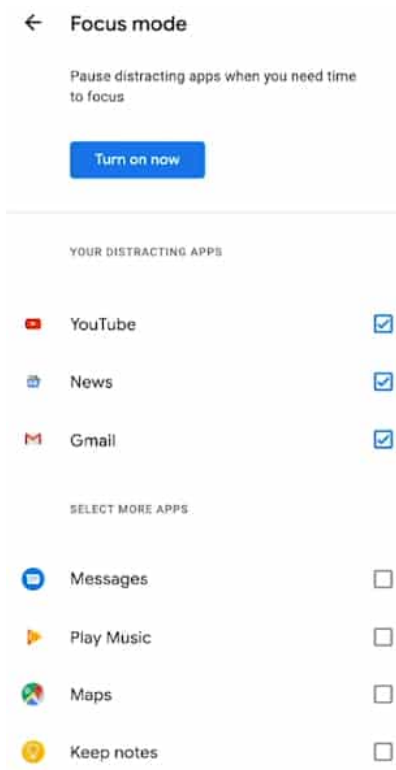 Focus mode
Pause distracting apps when you need time
to focus
Turn on now
YOUR DISTRACTING APPS
YouTube
News
Gmail
SELECT MORE APPS
Messages
Play Music
Maps
Keep notes